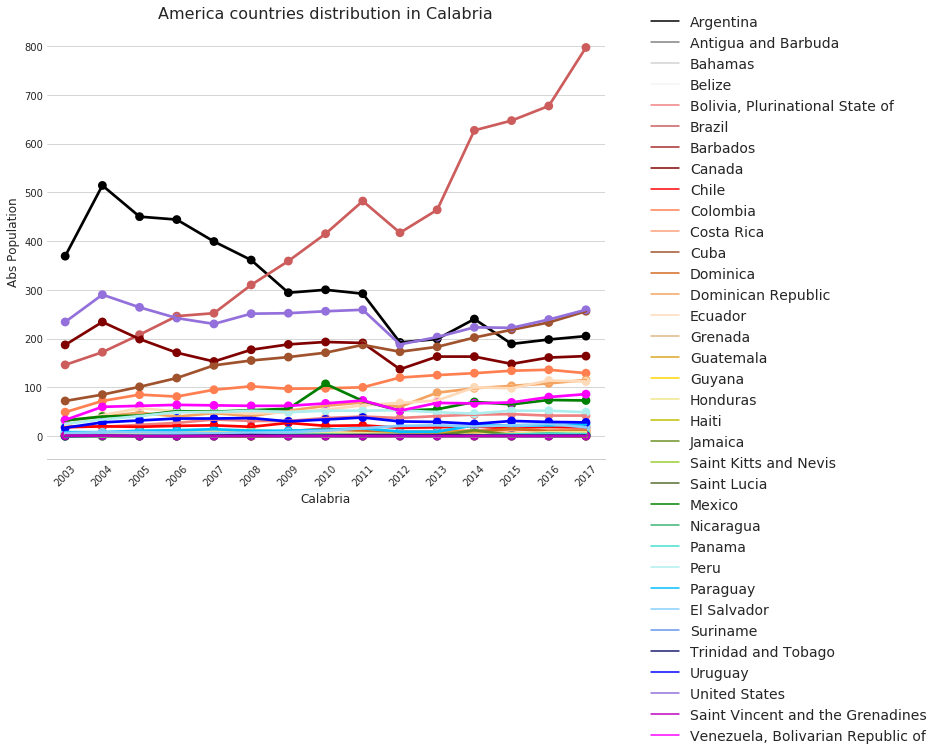 America countries distribution in Calabria
Abs Population
800
700
600
500
400
300
200
100
0
2003
2004
2005
2006
2007
2008
2009
2010
2011
2012
2013
2014
2015
2016
2017
Calabria
Argentina
Antigua and Barbuda
Bahamas
Belize
Bolivia, Plurinational State of
Brazil
Barbados
Canada
Chile
Colombia
Costa Rica
Cuba
Dominica
Dominican Republic
Ecuador
Grenada
Guatemala
Guyana
Honduras
Haiti
Jamaica
Saint Kitts and Nevis
Saint Lucia
Mexico
Nicaragua
Panama
Peru
Paraguay
El Salvador
Suriname
Trinidad and Tobago
Uruguay
United States
Saint Vincent and the Grenadines
Venezuela, Bolivarian Republic of